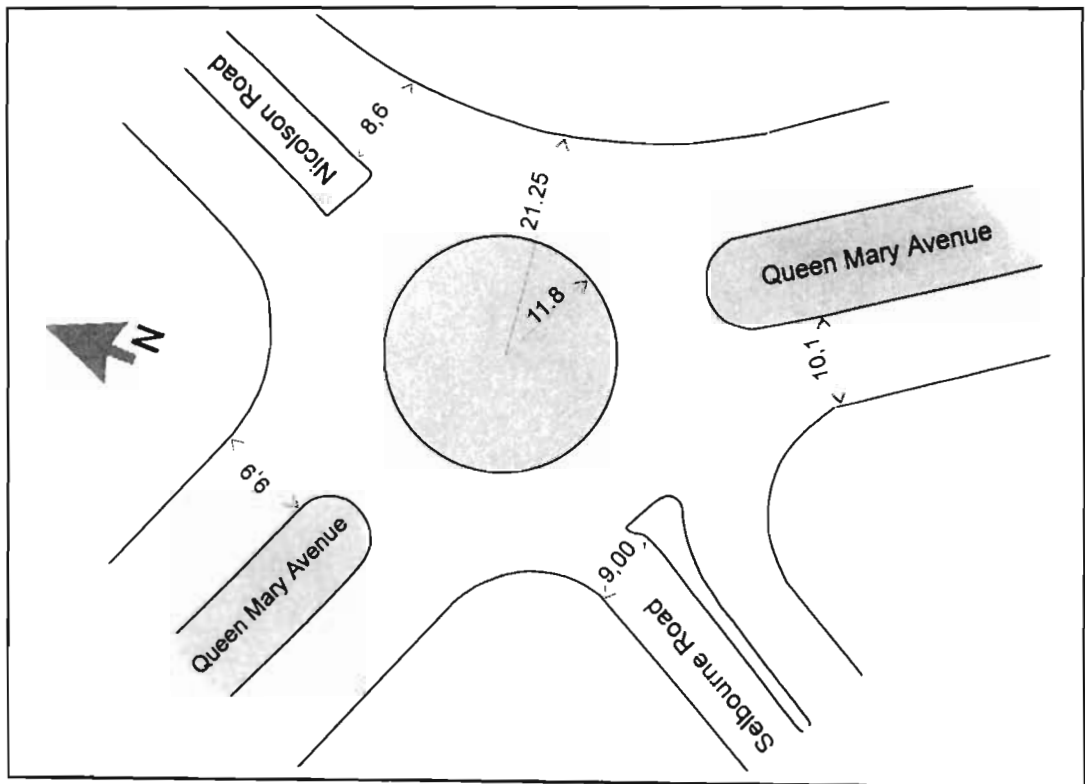 Nicolson Road
8,6
21.25
11.8
Queen Mary Avenue
10,1
N
9,9
Queen Mary Avenue
9,00
Selbourne Road